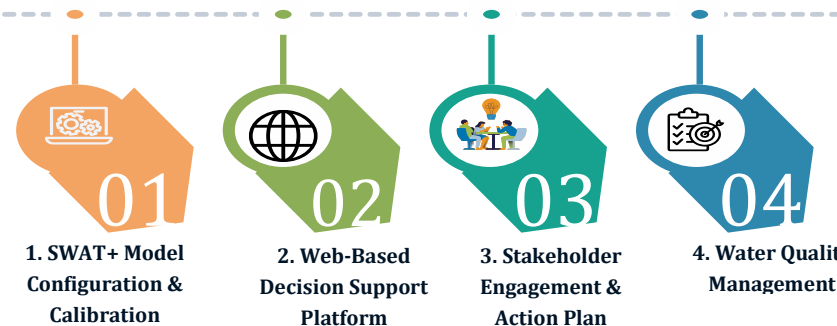 01
02
03
04
1. SWAT+ Model
Configuration &
Calibration
2. Web-Based
Decision Support
Platform
3. Stakeholder
Engagement &
Action Plan
4. Water Qualit
Management